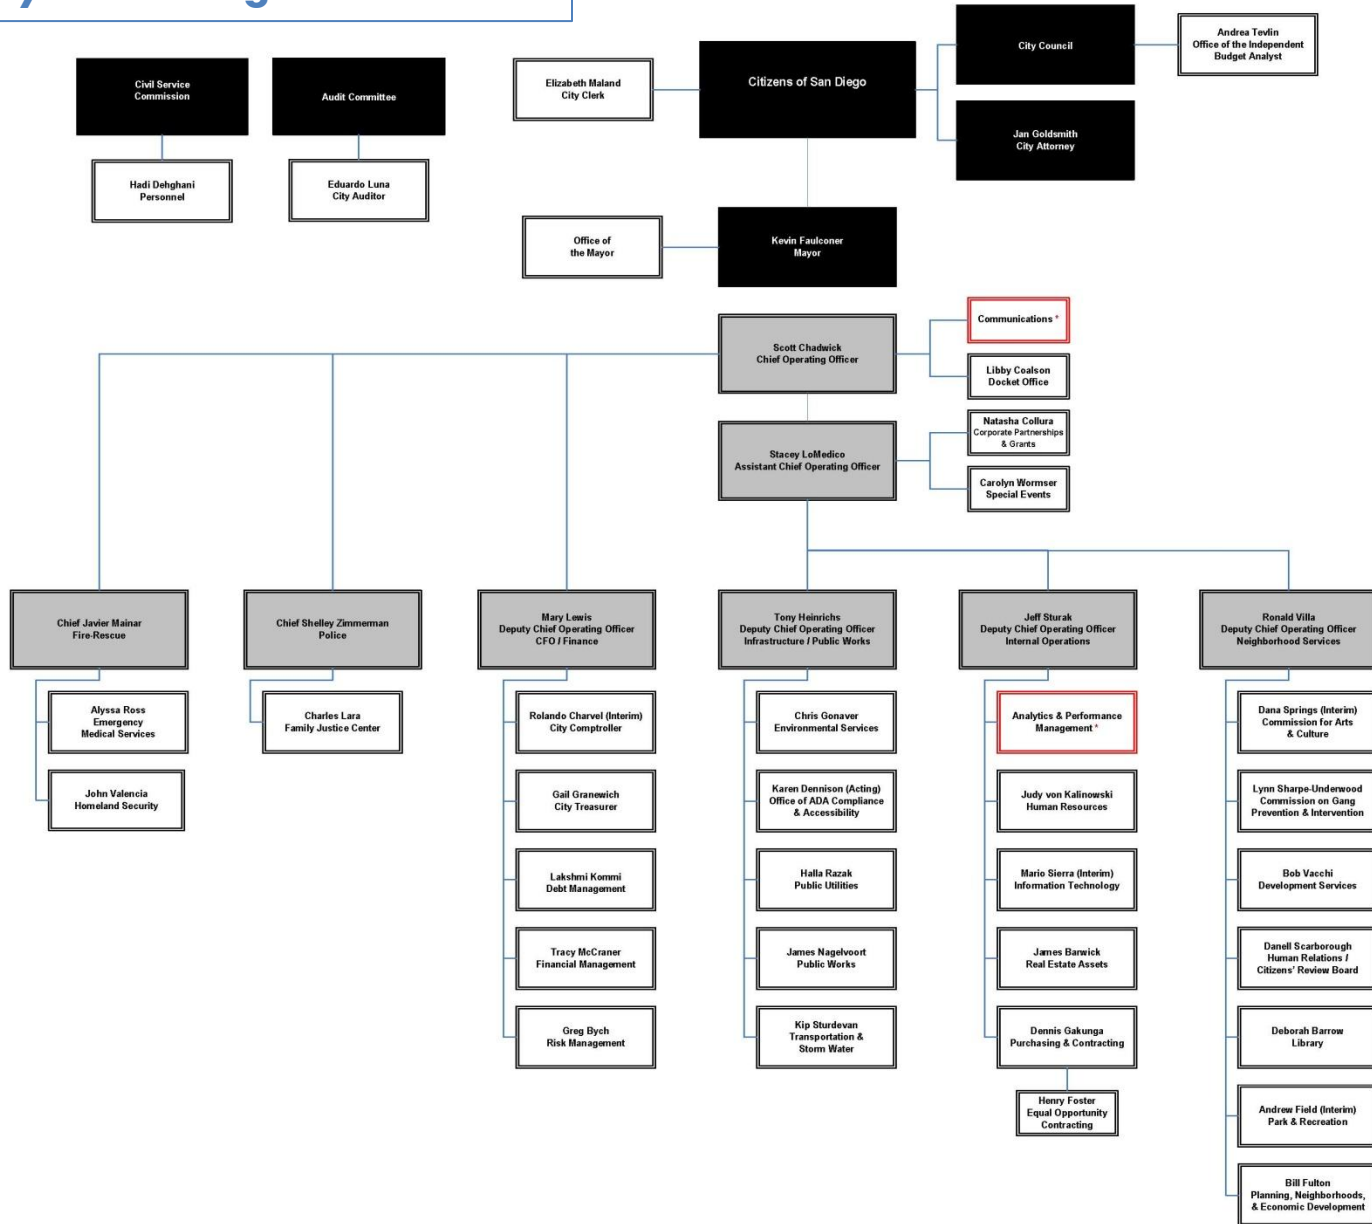 Civil Service
Commission
Audit Committee
Elizabeth Maland
City Clerk
Citizens of San Diego
City Council
Andrea Tevlin
Office of the Independent
Budget Analyst
Jan Goldsmith
City Attorney
Hadi Dehghani
Personnel
Eduardo Luna
City Auditor
Office of
the Mayor
Kevin Faulconer
Mayor
Scott Chadwick
Chief Operating Officer
Communications *
Libby Coalson
Docket Office
Stacey LoMedico
Assistant Chief Operating Officer
Natasha Collura
Corporate Partnerships
& Grants
Carolyn Wormser
Special Events
Chief Javier Mainar
Fire-Rescue
Chief Shelley Zimmerman
Police
Mary Lewis
Deputy Chief Operating Officer
CFO / Finance
Tony Heinrichs
Deputy Chief Operating Officer
Infrastructure / Public Works
Jeff Sturak
Deputy Chief Operating Officer
Internal Operations
Ronald Villa
Deputy Chief Operating Officer
Neighborhood Services
Alyssa Ross
Emergency
Medical Services
John Valencia
Homeland Security
Charles Lara
Family Justice Center
Rolando Charvel (Interim)
City Comptroller
Gail Granewich
City Treasurer
Lakshmi Kommi
Debt Management
Tracy McCraner
Financial Management
Greg Bych
Risk Management
Chris Gonaver
Environmental Services
Karen Dennison (Acting)
Office of ADA Compliance
& Accessibility
Halla Razak
Public Utilities
James Nagelvoort
Public Works
Kip Sturdevan
Transportation &
Storm Water
Analytics & Performance
Management *
Judy von Kalinowski
Human Resources
Mario Sierra (Interim)
Information Technology
James Barwick
Real Estate Assets
Dennis Gakunga
Purchasing & Contracting
Henry Foster
Equal Opportunity
Contracting
Dana Springs (Interim)
Commission for Arts
& Culture
Lynn Sharpe-Underwood
Commission on Gang
Prevention & Intervention
Bob Vacchi
Development Services
Danell Scarborough
Human Relations /
Citizens' Review Board
Deborah Barrow
Library
Andrew Field (Interim)
Park & Recreation
Bill Fulton
Planning, Neighborhoods,
& Economic Development